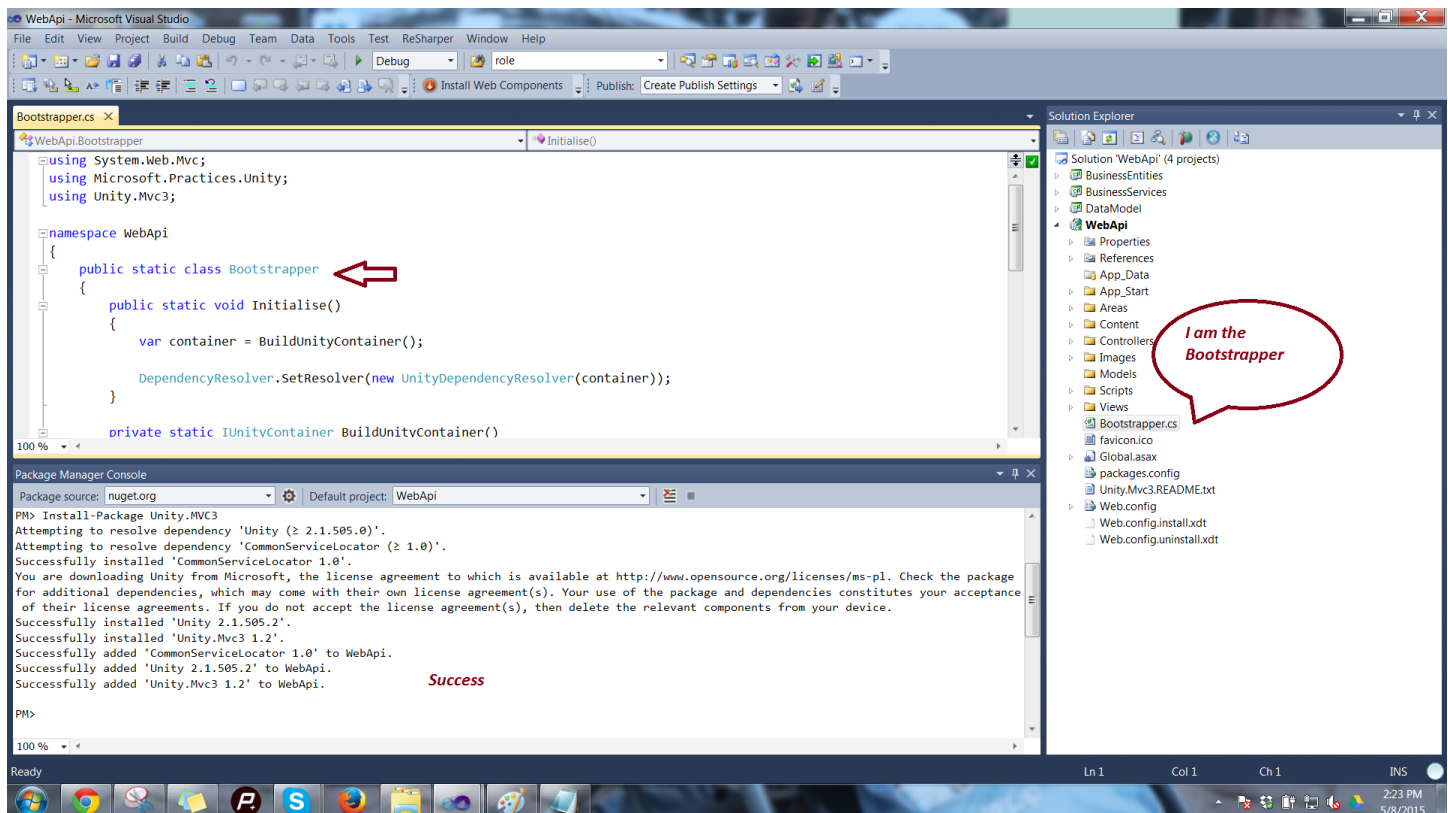 WebApi - Microsoft Visual Studio
File Edit View Project Build Debug Team Data Tools Test ReSharper Window Help
Debug role
Install Web Components Publish: Create Publish Settings
Bootstrapper.cs
WebApi.Bootstrapper Initialise()
using System.Web.Mvc;
using Microsoft.Practices.Unity;
using Unity.Mvc3;
namespace WebApi
{
public static class Bootstrapper
{
public static void Initialise()
{
var container = BuildUnityContainer();
DependencyResolver.SetResolver(new UnityDependencyResolver(container));
}
private static IUnityContainer BuildUnityContainer()
100 %
Package Manager Console
Package source: nuget.org Default project: WebApi
PM> Install-Package Unity.MVC3
Attempting to resolve dependency 'Unity (≥ 2.1.505.0)'.
Attempting to resolve dependency 'CommonServiceLocator (≥ 1.0)'.
Successfully installed 'CommonServiceLocator 1.0'.
You are downloading Unity from Microsoft, the license agreement to which is available at http://www.opensource.org/licenses/ms-pl. Check the package
for additional dependencies, which may come with their own license agreement(s). Your use of the package and dependencies constitutes your acceptance
of their license agreements. If you do not accept the license agreement(s), then delete the relevant components from your device.
Successfully installed 'Unity 2.1.505.2'.
Successfully installed 'Unity.Mvc3 1.2'.
Successfully added 'CommonServiceLocator 1.0' to WebApi.
Successfully added 'Unity 2.1.505.2' to WebApi.
Successfully added 'Unity.Mvc3 1.2' to WebApi.
Success
PM>
100 %
Solution Explorer
Solution 'WebApi' (4 projects)
BusinessEntities
BusinessServices
DataModel
WebApi
Properties
References
App_Data
App_Start
Areas
Content
Controllers
Images
Models
Scripts
Views
Bootstrapper.cs
favicon.ico
Global.asax
packages.config
Unity.Mvc3.README.txt
Web.config
Web.config.install.xdt
Web.config.uninstall.xdt
I am the
Bootstrapper
Ready Ln 1 Col 1 Ch 1 INS
2:23 PM
5/8/2015